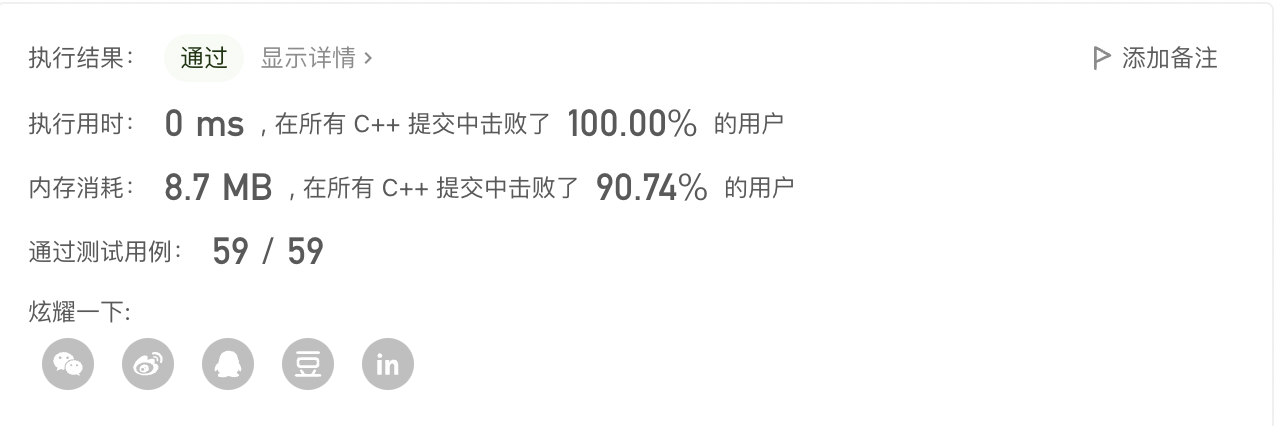 执行结果： 通过 显示详情 › 添加备注
执行用时： 0 ms ，在所有 C++ 提交中击败了 100.00% 的用户
内存消耗： 8.7 MB ，在所有 C++ 提交中击败了 90.74% 的用户
通过测试用例： 59 / 59
炫耀一下:
豆 in